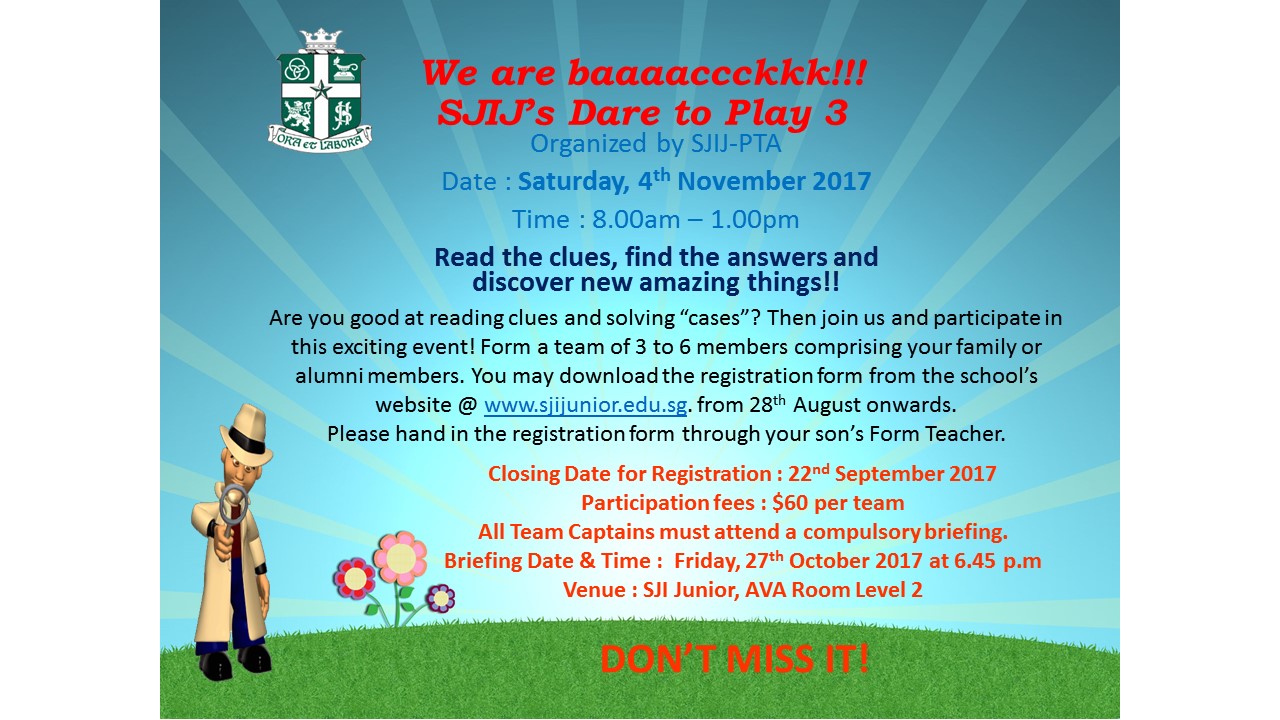 We are baaaaccckkk!!!
SJIJ's Dare to Play 3
ORA ET LABORA
Organized by SJIJ-PTA
Date : Saturday, 4th November 2017
Time : 8.00am – 1.00pm
Read the clues, find the answers and
discover new amazing things!!
Are you good at reading clues and solving “cases”? Then join us and participate in
this exciting event! Form a team of 3 to 6 members comprising your family or
alumni members. You may download the registration form from the school’s
website @ www.sjijunior.edu.sg. from 28th August onwards.
Please hand in the registration form through your son’s Form Teacher.
Closing Date for Registration : 22nd September 2017
Participation fees : $60 per team
All Team Captains must attend a compulsory briefing.
Briefing Date & Time : Friday, 27th October 2017 at 6.45 p.m
Venue : SJI Junior, AVA Room Level 2
DON’T MISS IT!